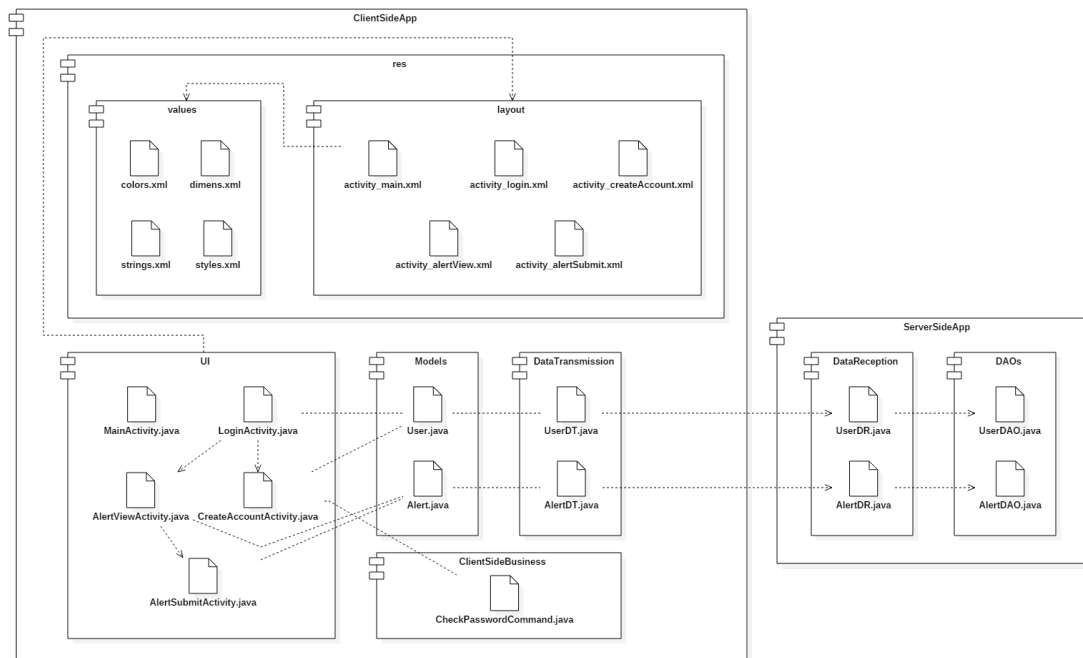 ClientSideApp
res
values
layout
colors.xml
dimens.xml
activity_main.xml
activity_login.xml
activity_createAccount.xml
strings.xml
styles.xml
activity_alertView.xml
activity_alertSubmit.xml
ServerSideApp
UI
Models
DataTransmission
DataReception
DAOs
MainActivity.java
LoginActivity.java
User.java
UserDT.java
UserDR.java
UserDAO.java
AlertViewActivity.java
CreateAccountActivity.java
Alert.java
AlertDT.java
AlertDR.java
AlertDAO.java
ClientSideBusiness
AlertSubmitActivity.java
CheckPasswordCommand.java